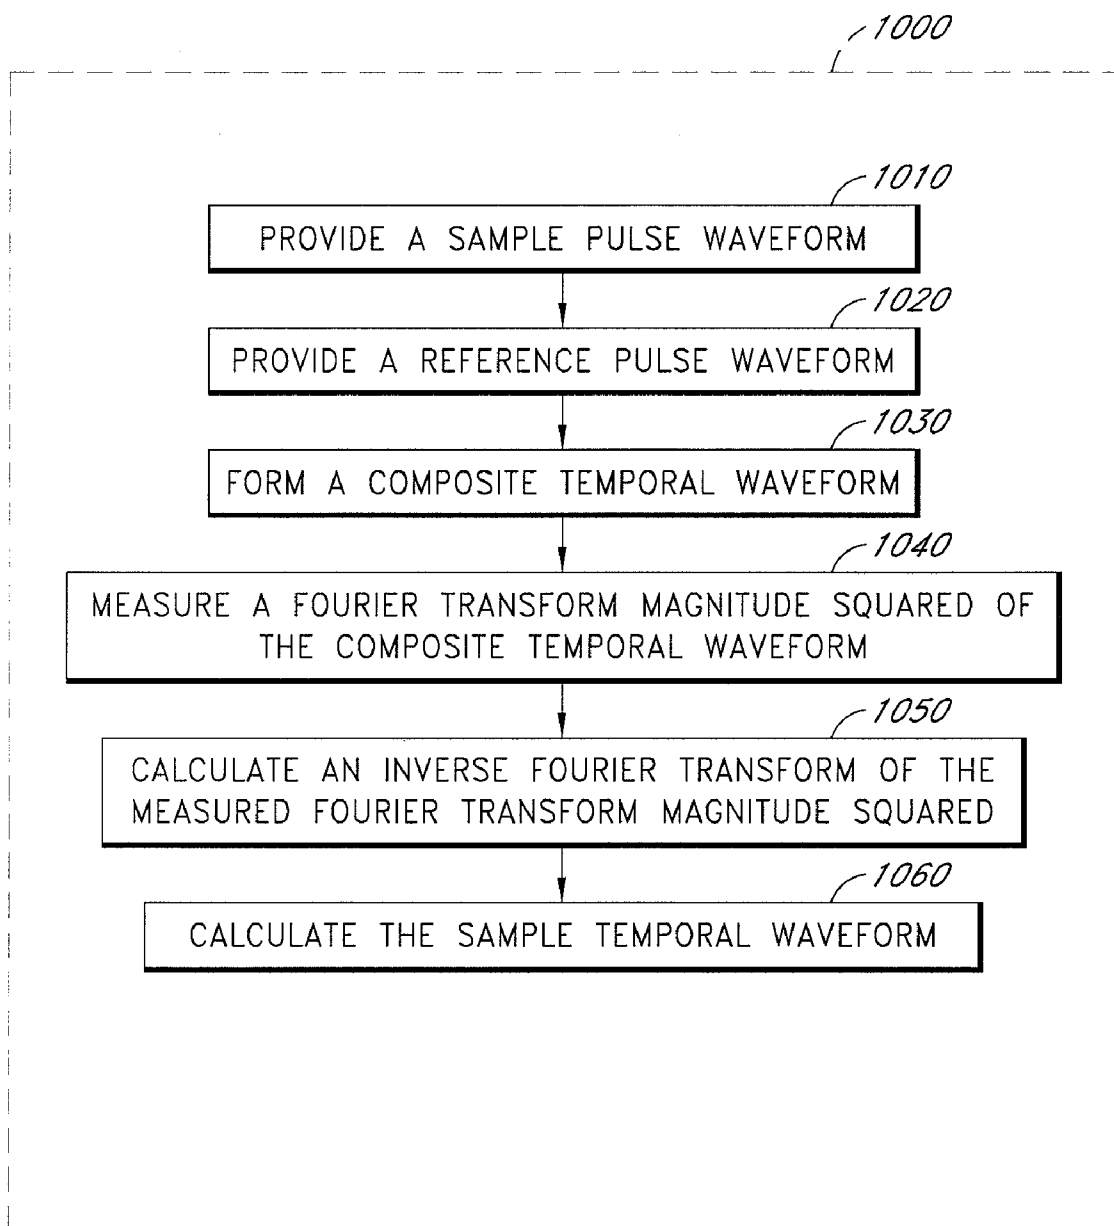 1000
1010
PROVIDE A SAMPLE PULSE WAVEFORM
1020
PROVIDE A REFERENCE PULSE WAVEFORM
1030
FORM A COMPOSITE TEMPORAL WAVEFORM
1040
MEASURE A FOURIER TRANSFORM MAGNITUDE SQUARED OF
THE COMPOSITE TEMPORAL WAVEFORM
1050
CALCULATE AN INVERSE FOURIER TRANSFORM OF THE
MEASURED FOURIER TRANSFORM MAGNITUDE SQUARED
1060
CALCULATE THE SAMPLE TEMPORAL WAVEFORM